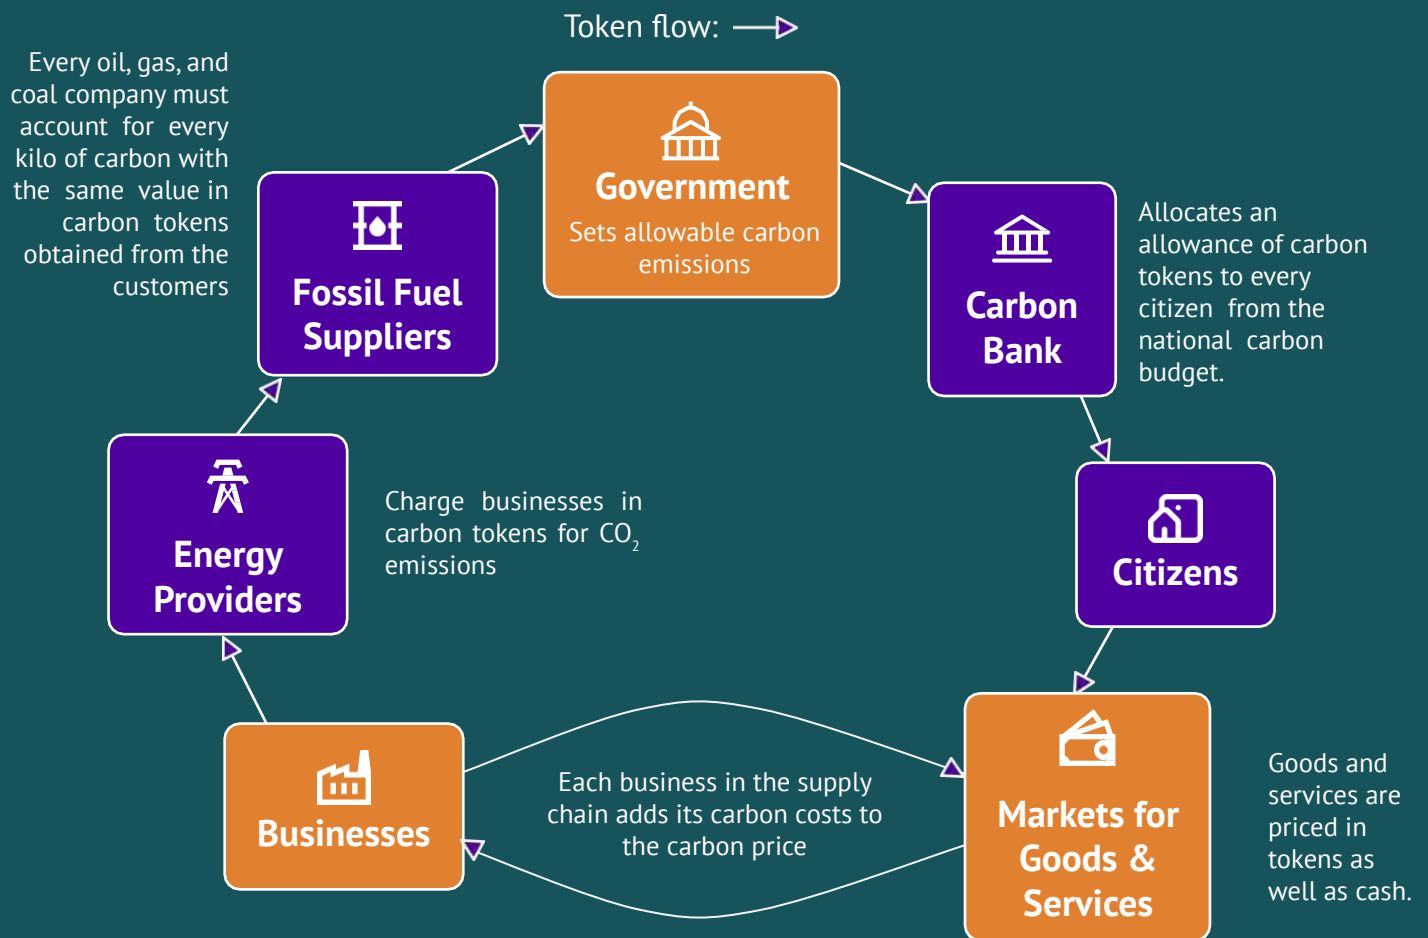 Token flow:
Every oil, gas, and
coal company must
account for every
kilo of carbon with
the same value in
carbon tokens
obtained from the
customers
Government
Sets allowable carbon
emissions
Fossil Fuel
Suppliers
Carbon
Bank
Allocates an
allowance of carbon
tokens to every
citizen from the
national carbon
budget.
Energy
Providers
Charge businesses in
carbon tokens for CO₂
emissions
Citizens
Businesses
Each business in the supply
chain adds its carbon costs to
the carbon price
Markets for
Goods &
Services
Goods and
services are
priced in
tokens as
well as cash.